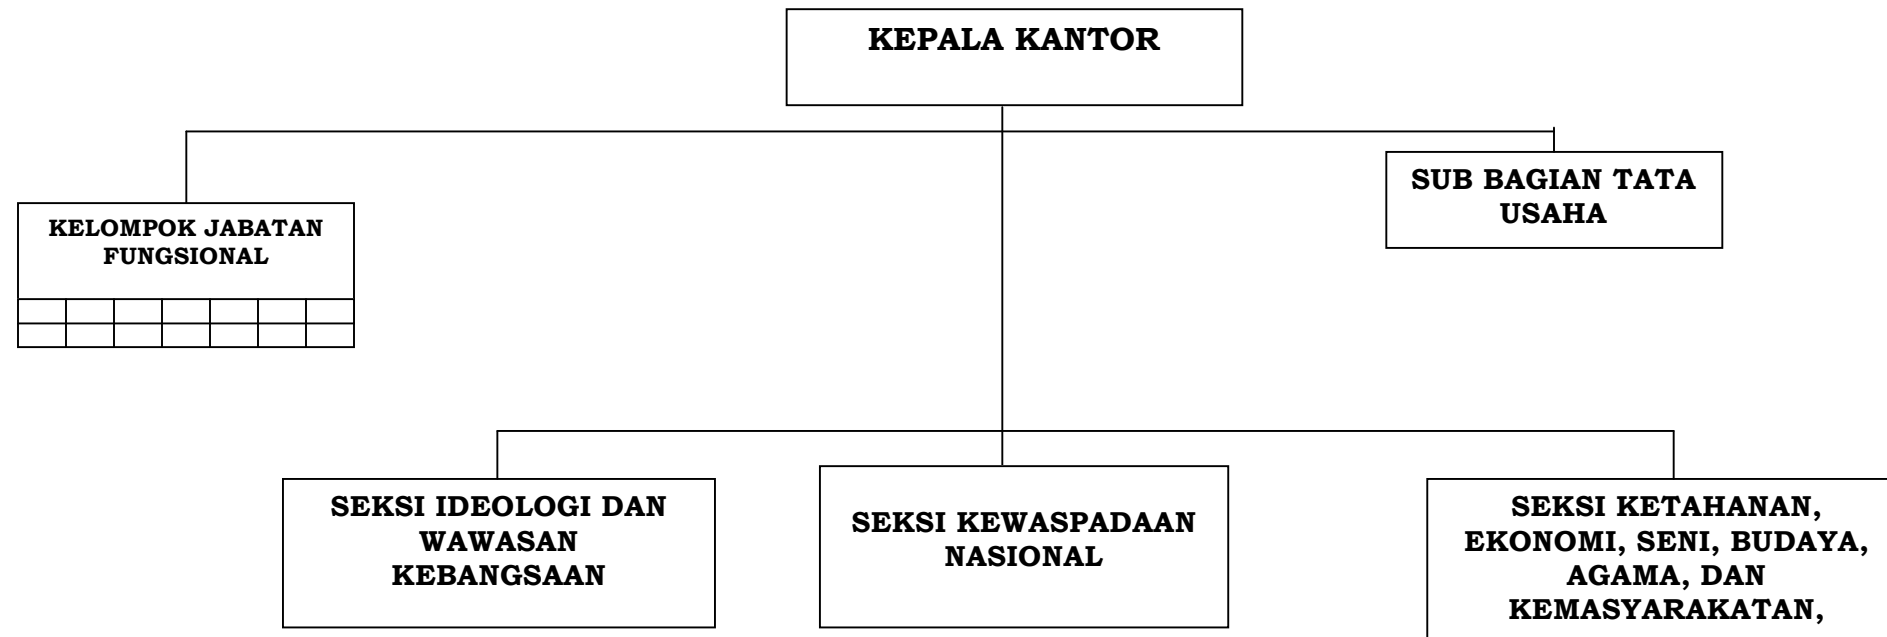 KEPALA KANTOR
SUB BAGIAN TATA
USAHA
KELOMPOK JABATAN
FUNGSIONAL
SEKSI IDEOLOGI DAN
WAWASAN
KEBANGSAAN
SEKSI KEWASPADAAN
NASIONAL
SEKSI KETAHANAN,
EKONOMI, SENI, BUDAYA,
AGAMA, DAN
KEMASYARAKATAN,